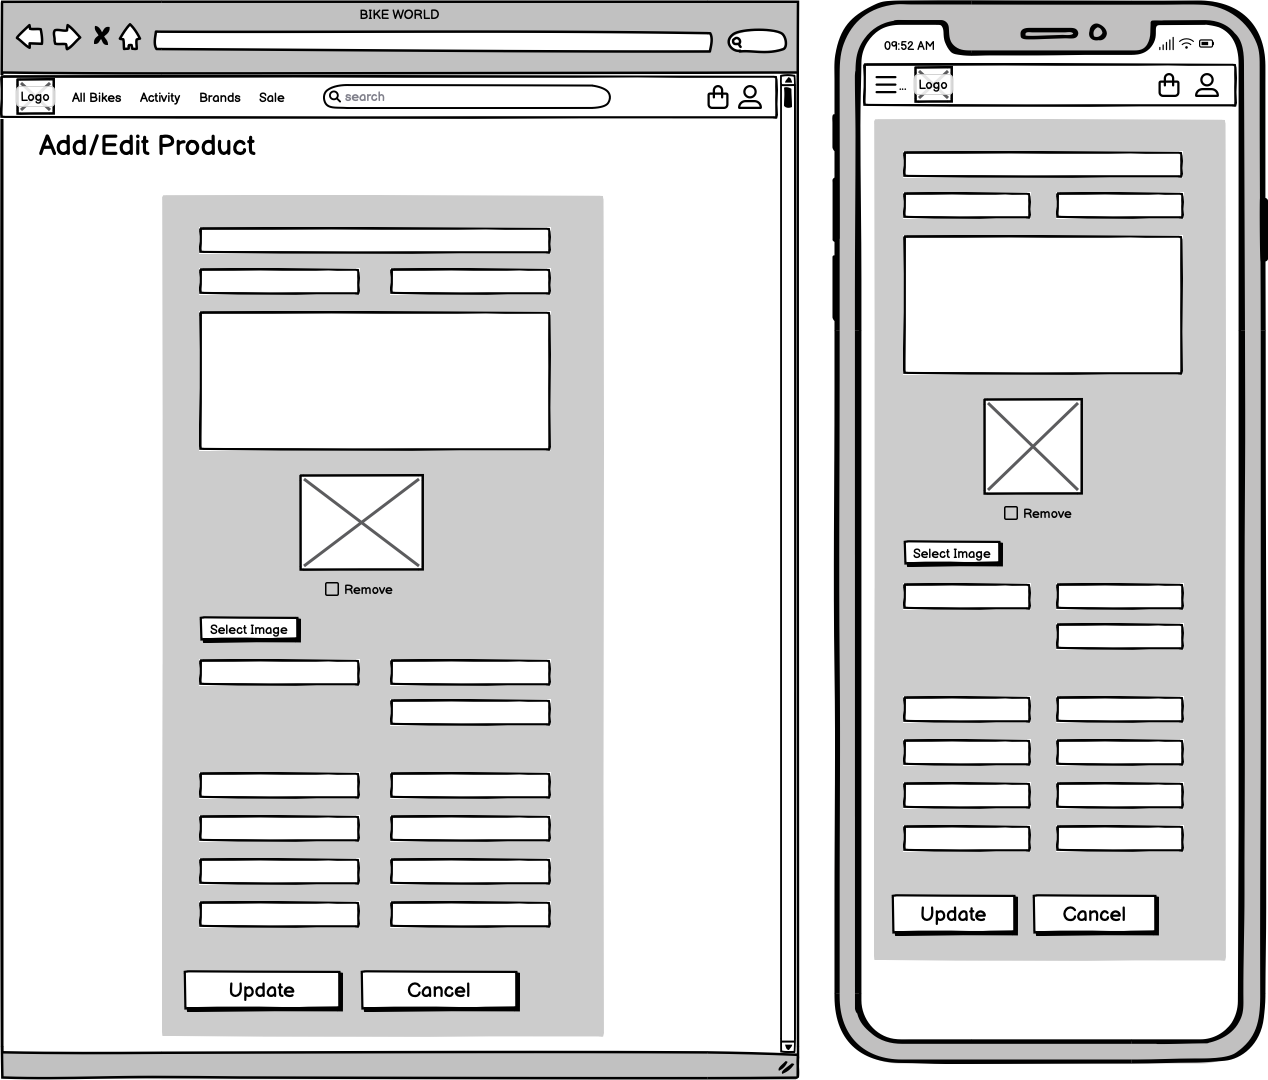 BIKE WORLD
Logo All Bikes Activity Brands Sale search
Add/Edit Product
Remove
Select Image
Update Cancel
09:52 AM
... Logo
Remove
Select Image
Update Cancel